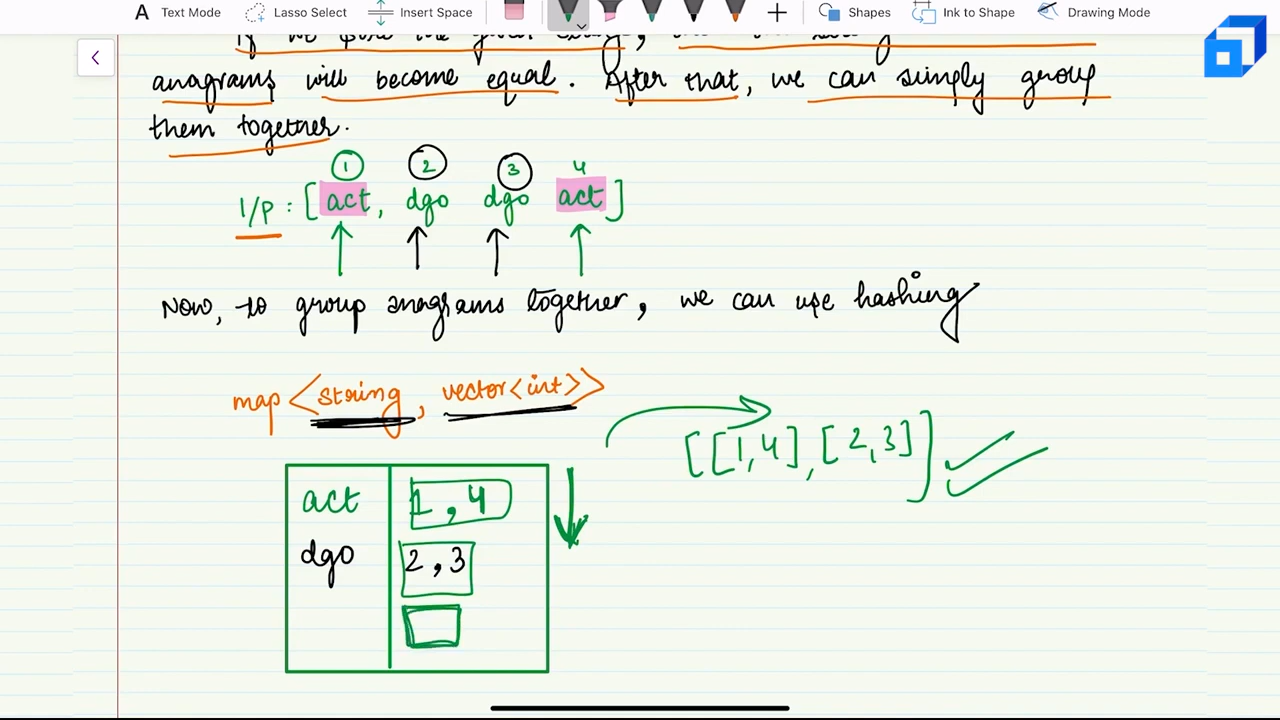 A Text Mode Lasso Select Insert Space Shapes Ink to Shape Drawing Mode
If we
anagrams will become equal. After that, we can simply group
them together.
1 2 3 4
I/P : [ act, dgo dgo act ]
Now, to group anagrams together, we can use hashing
map <string, vector<int>>
[[1,4],[2,3]]
act 1, 4
dgo 2, 3